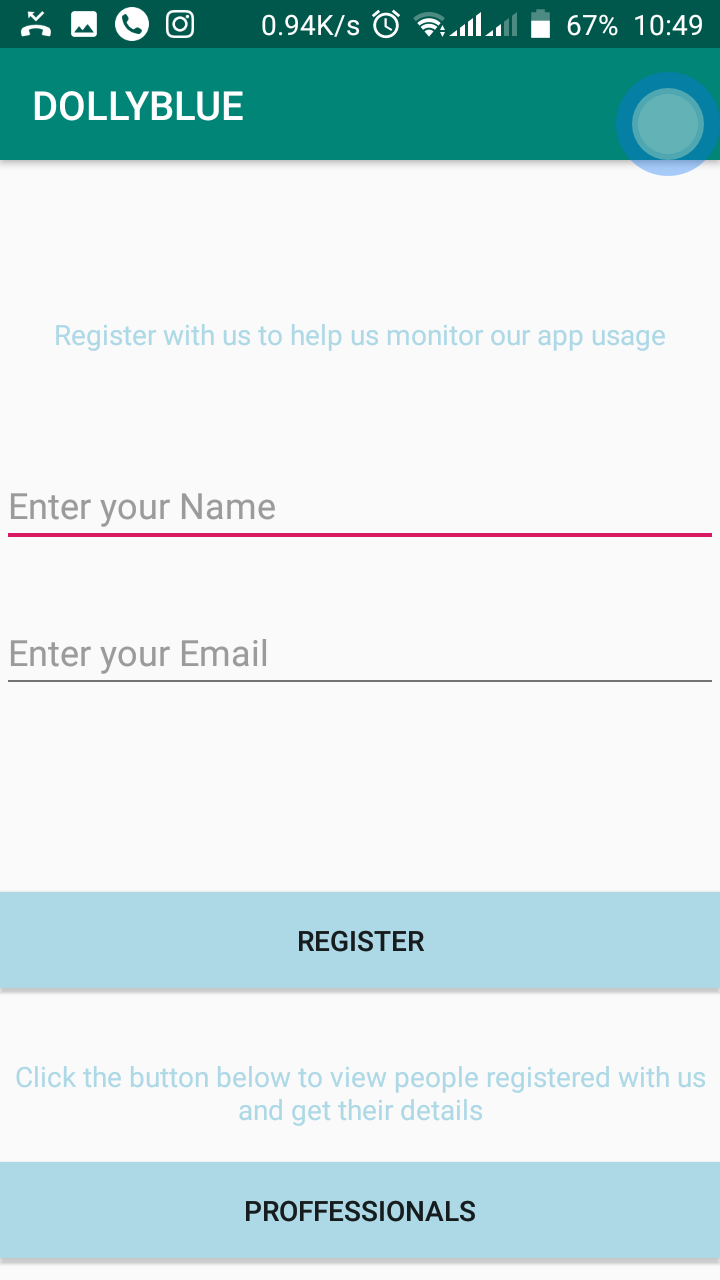 0.94K/s 67% 10:49
DOLLYBLUE
Register with us to help us monitor our app usage
Enter your Name
Enter your Email
REGISTER
Click the button below to view people registered with us
and get their details
PROFFESSIONALS